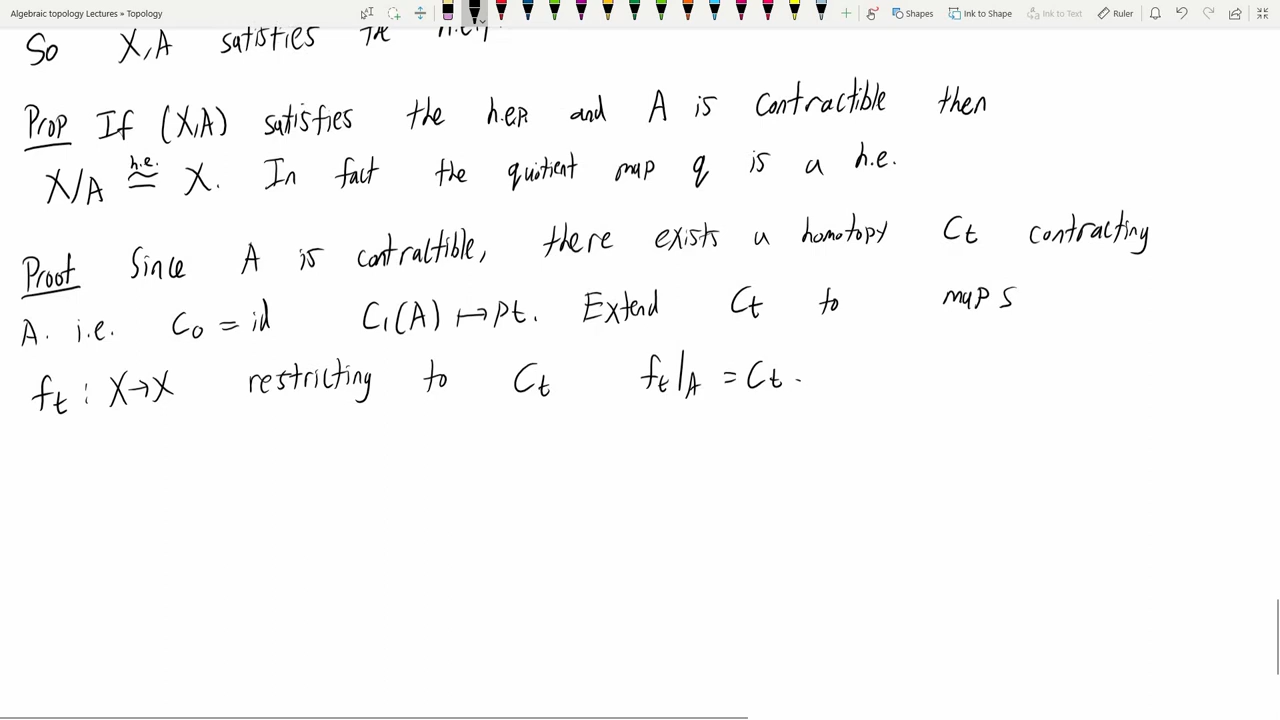 Algebraic topology Lectures » Topology
Shapes Ink to Shape Ink to Text Ruler
So X,A satisfies the h.e.p.
Prop If (X,A) satisfies the h.e.p. and A is contractible then
X/A h.e. ≅ X. In fact the quotient map q is a h.e.
Proof Since A is contractible, there exists a homotopy Ct contracting
A. i.e. C₀ = id C₁(A) ↦ pt. Extend Ct to maps
ft : X→X restricting to Ct ft|A = Ct.